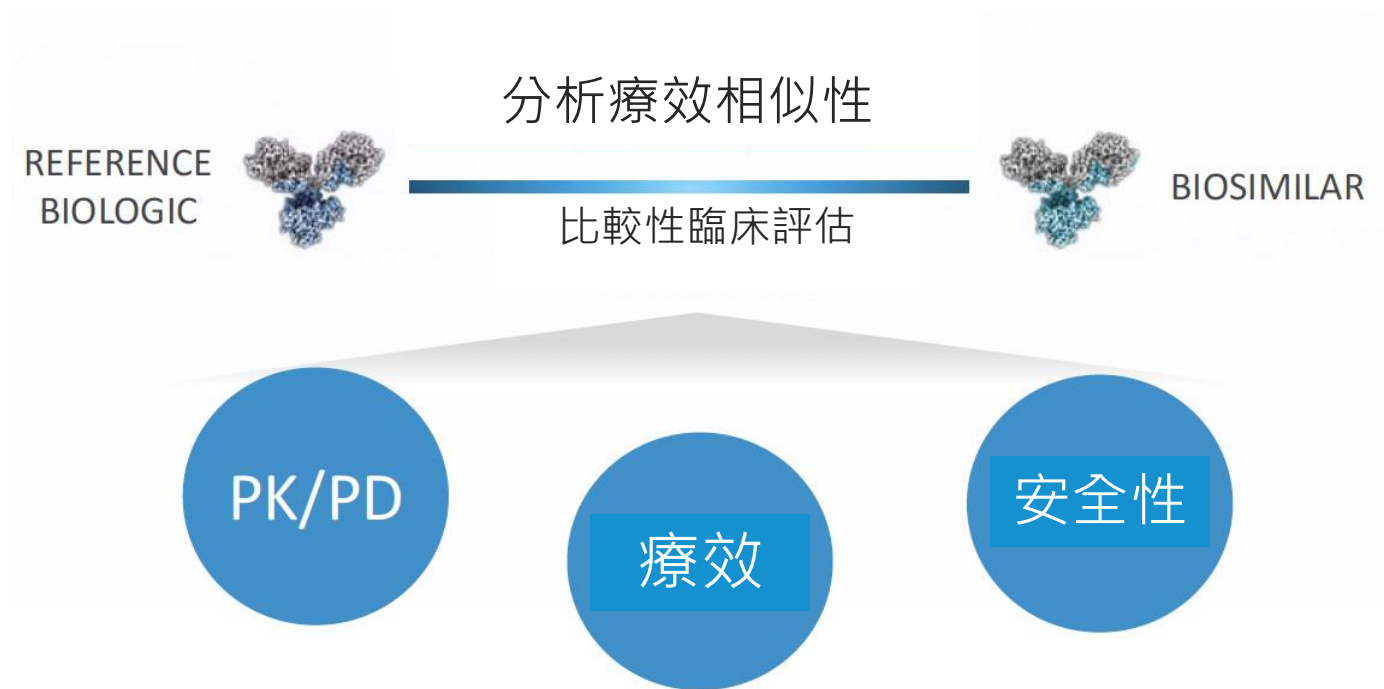 分析療效相似性
REFERENCE
BIOLOGIC
比較性臨床評估
BIOSIMILAR
PK/PD
療效
安全性